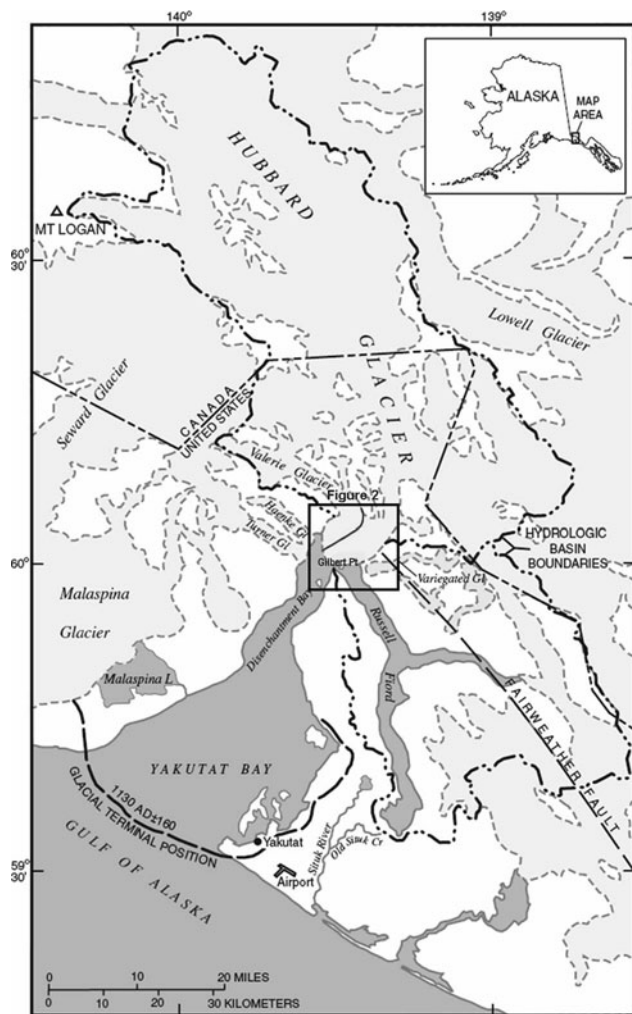 140°
139°
ALASKA
MAP
AREA
HUBBARD
MT LOGAN
60°
30'
Lowell Glacier
GLACIER
Seward Glacier
CANADA
UNITED STATES
Valerie Glacier
Figure 2
Haenke Gl
Turner Gl.
HYDROLOGIC
BASIN
BOUNDARIES
60°
0'
Gilbert Pt
Variegated Gl
Malaspina
Glacier
Disenchantment Bay
Russell
Fiord
Malaspina L
FAIRWEATHER FAULT
YAKUTAT BAY
1130 AD±160
GLACIAL TERMINAL POSITION
Yakutat
Situk River
Old Situk Cr
GULF OF ALASKA
59°
30'
Airport
0 10 20 MILES
0 10 20 30 KILOMETERS